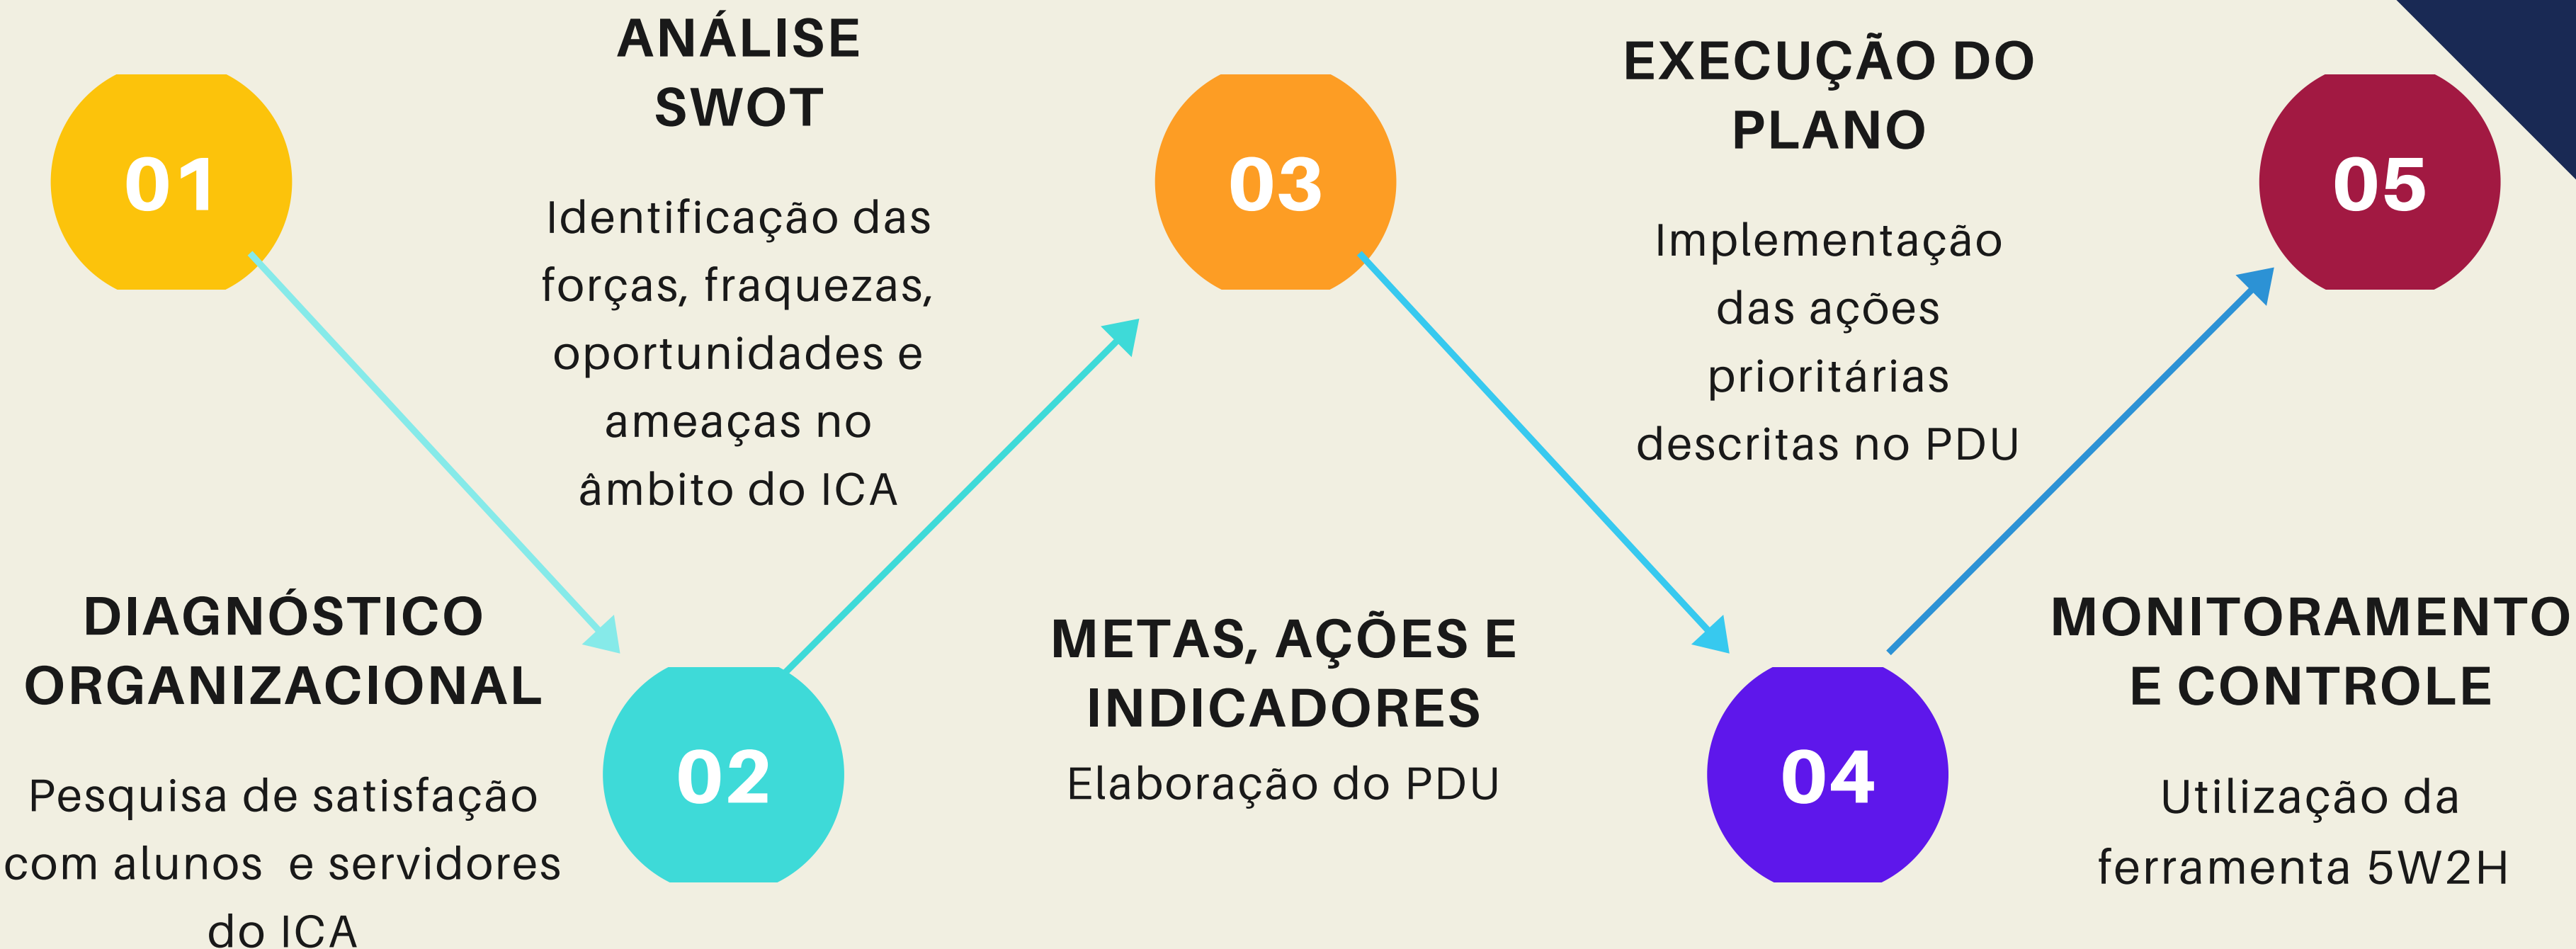 01
DIAGNÓSTICO
ORGANIZACIONAL
Pesquisa de satisfação
com alunos e servidores
do ICA
02
ANÁLISE
SWOT
Identificação das
forças, fraquezas,
oportunidades e
ameaças no
âmbito do ICA
03
METAS, AÇÕES E
INDICADORES
Elaboração do PDU
04
EXECUÇÃO DO
PLANO
Implementação
das ações
prioritárias
descritas no PDU
05
MONITORAMENTO
E CONTROLE
Utilização da
ferramenta 5W2H